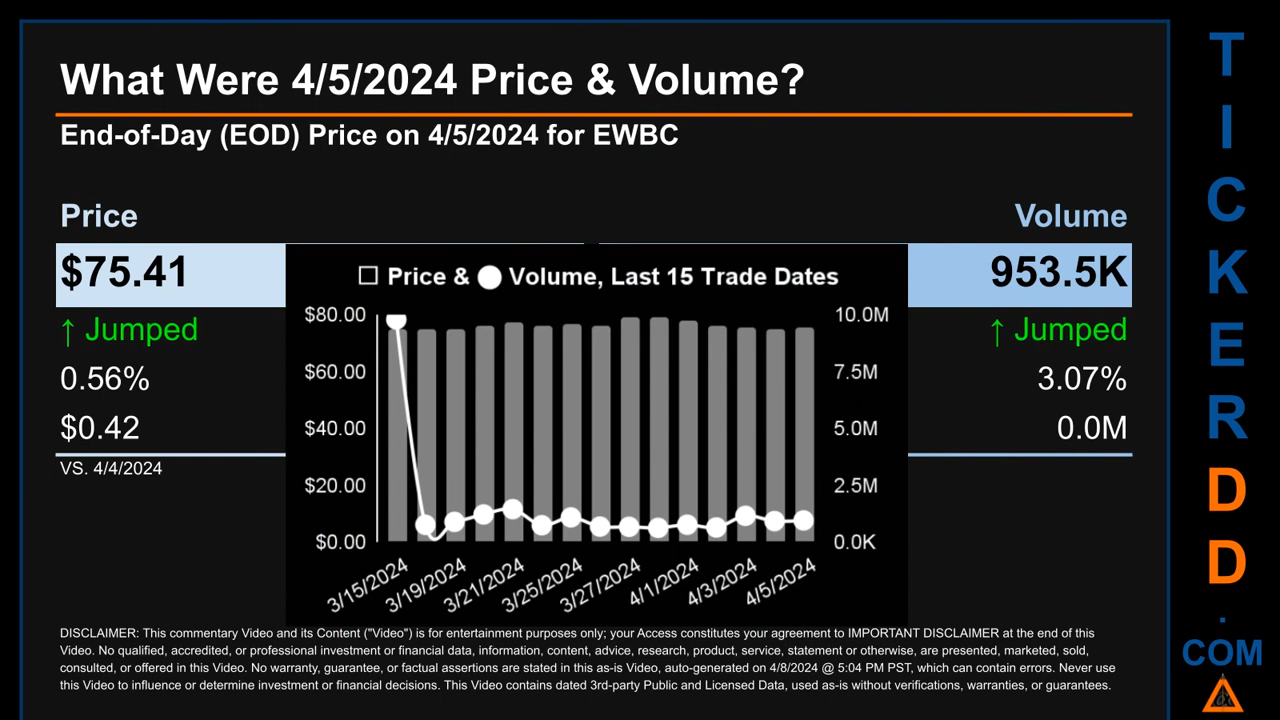 What Were 4/5/2024 Price & Volume?
End-of-Day (EOD) Price on 4/5/2024 for EWBC
Price
Volume
$75.41
953.5K
↑ Jumped
↑ Jumped
0.56%
3.07%
$0.42
0.0M
VS. 4/4/2024
Price & Volume, Last 15 Trade Dates
$80.00
$60.00
$40.00
$20.00
$0.00
10.0M
7.5M
5.0M
2.5M
0.0K
3/15/2024
3/19/2024
3/21/2024
3/25/2024
3/27/2024
4/1/2024
4/3/2024
4/5/2024
DISCLAIMER: This commentary Video and its Content ("Video") is for entertainment purposes only; your Access constitutes your agreement to IMPORTANT DISCLAIMER at the end of this
Video. No qualified, accredited, or professional investment or financial data, information, content, advice, research, product, service, statement or otherwise, are presented, marketed, sold,
consulted, or offered in this Video. No warranty, guarantee, or factual assertions are stated in this as-is Video, auto-generated on 4/8/2024 @ 5:04 PM PST, which can contain errors. Never use
this Video to influence or determine investment or financial decisions. This Video contains dated 3rd-party Public and Licensed Data, used as-is without verifications, warranties, or guarantees.
T
I
C
K
E
R
D
D
.
COM